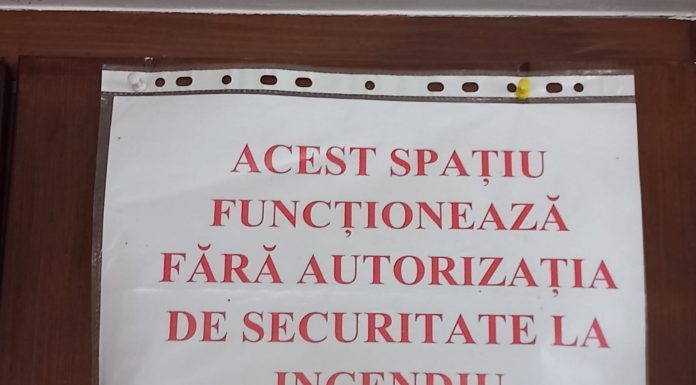 ACEST SPAȚIU
FUNCȚIONEAZĂ
FĂRĂ AUTORIZAȚIA
DE SECURITATE LA
INCENDIU